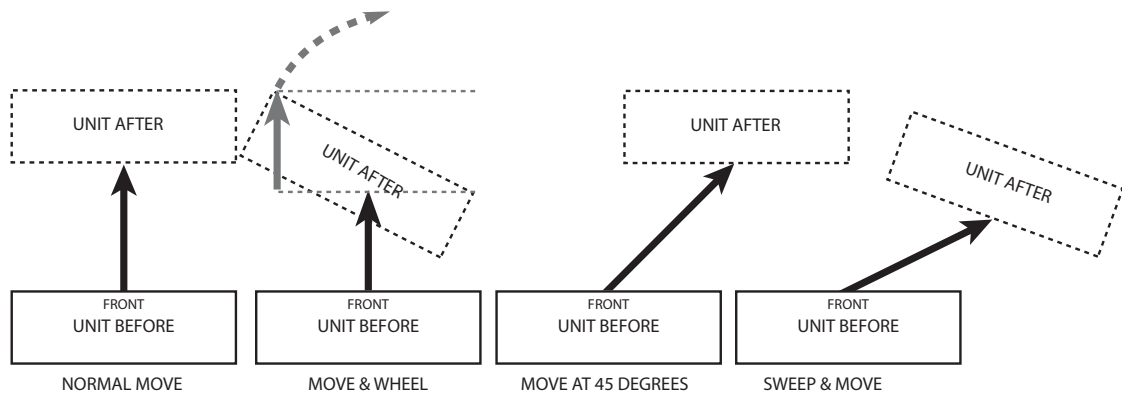 UNIT AFTER
UNIT AFTER
UNIT AFTER
UNIT AFTER
FRONT
UNIT BEFORE
FRONT
UNIT BEFORE
FRONT
UNIT BEFORE
FRONT
UNIT BEFORE
NORMAL MOVE
MOVE & WHEEL
MOVE AT 45 DEGREES
SWEEP & MOVE